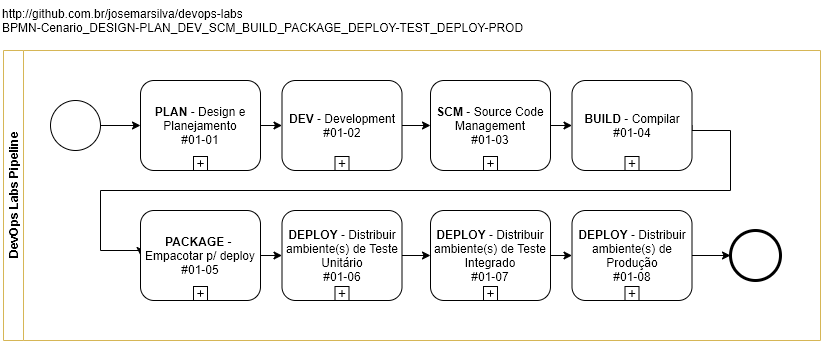 http://github.com.br/josemarsilva/devops-labs
BPMN-Cenario_DESIGN-PLAN_DEV_SCM_BUILD_PACKAGE_DEPLOY-TEST_DEPLOY-PROD
DevOps Labs Pipeline
PLAN - Design e
Planejamento
#01-01
DEV - Development
#01-02
SCM - Source Code
Management
#01-03
BUILD - Compilar
#01-04
PACKAGE -
Empacotar p/ deploy
#01-05
DEPLOY - Distribuir
ambiente(s) de Teste
Unitário
#01-06
DEPLOY - Distribuir
ambiente(s) de Teste
Integrado
#01-07
DEPLOY - Distribuir
ambiente(s) de
Produção
#01-08